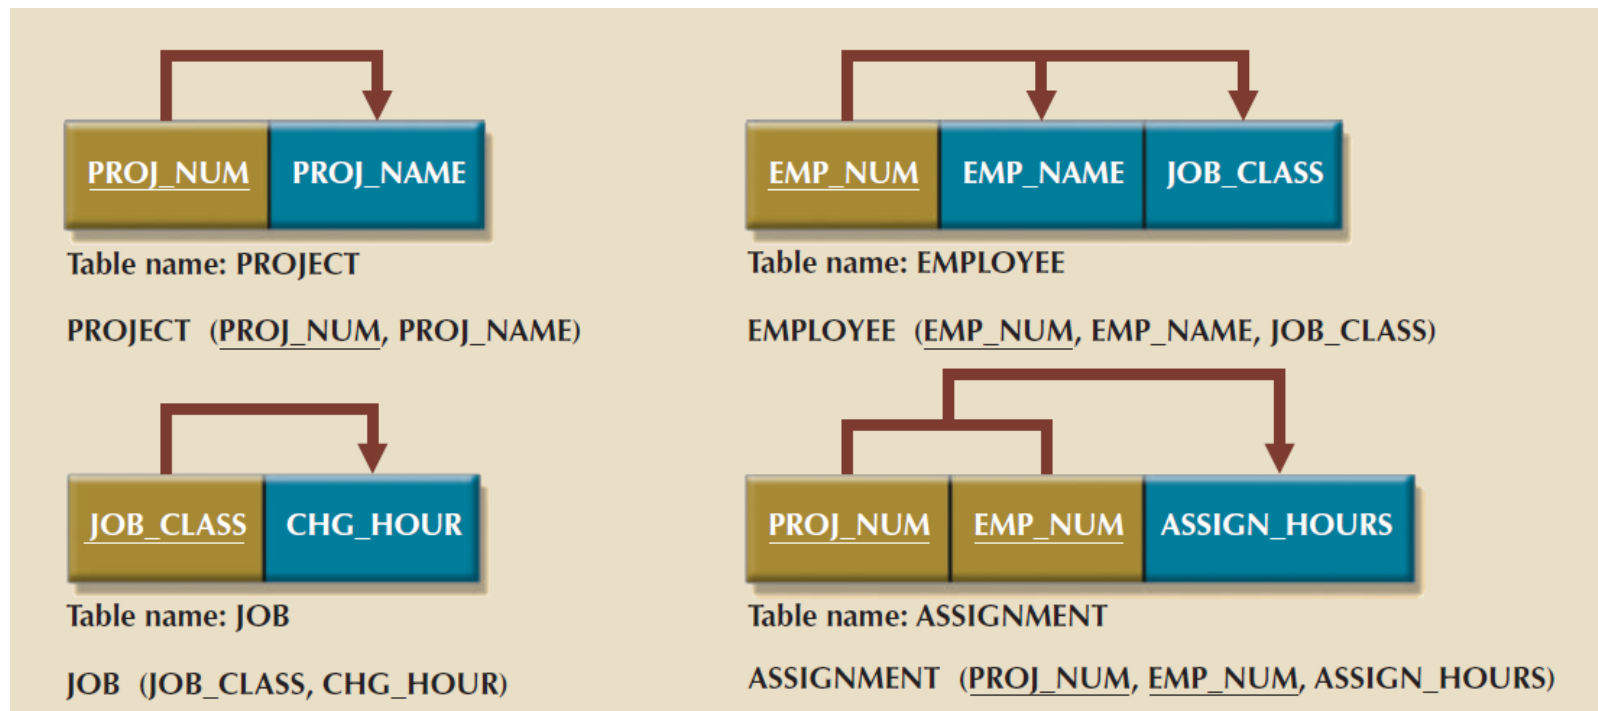 PROJ_NUM PROJ_NAME
Table name: PROJECT
PROJECT (PROJ_NUM, PROJ_NAME)
EMP_NUM EMP_NAME JOB_CLASS
Table name: EMPLOYEE
EMPLOYEE (EMP_NUM, EMP_NAME, JOB_CLASS)
JOB_CLASS CHG_HOUR
Table name: JOB
JOB (JOB_CLASS, CHG_HOUR)
PROJ_NUM EMP_NUM ASSIGN_HOURS
Table name: ASSIGNMENT
ASSIGNMENT (PROJ_NUM, EMP_NUM, ASSIGN_HOURS)